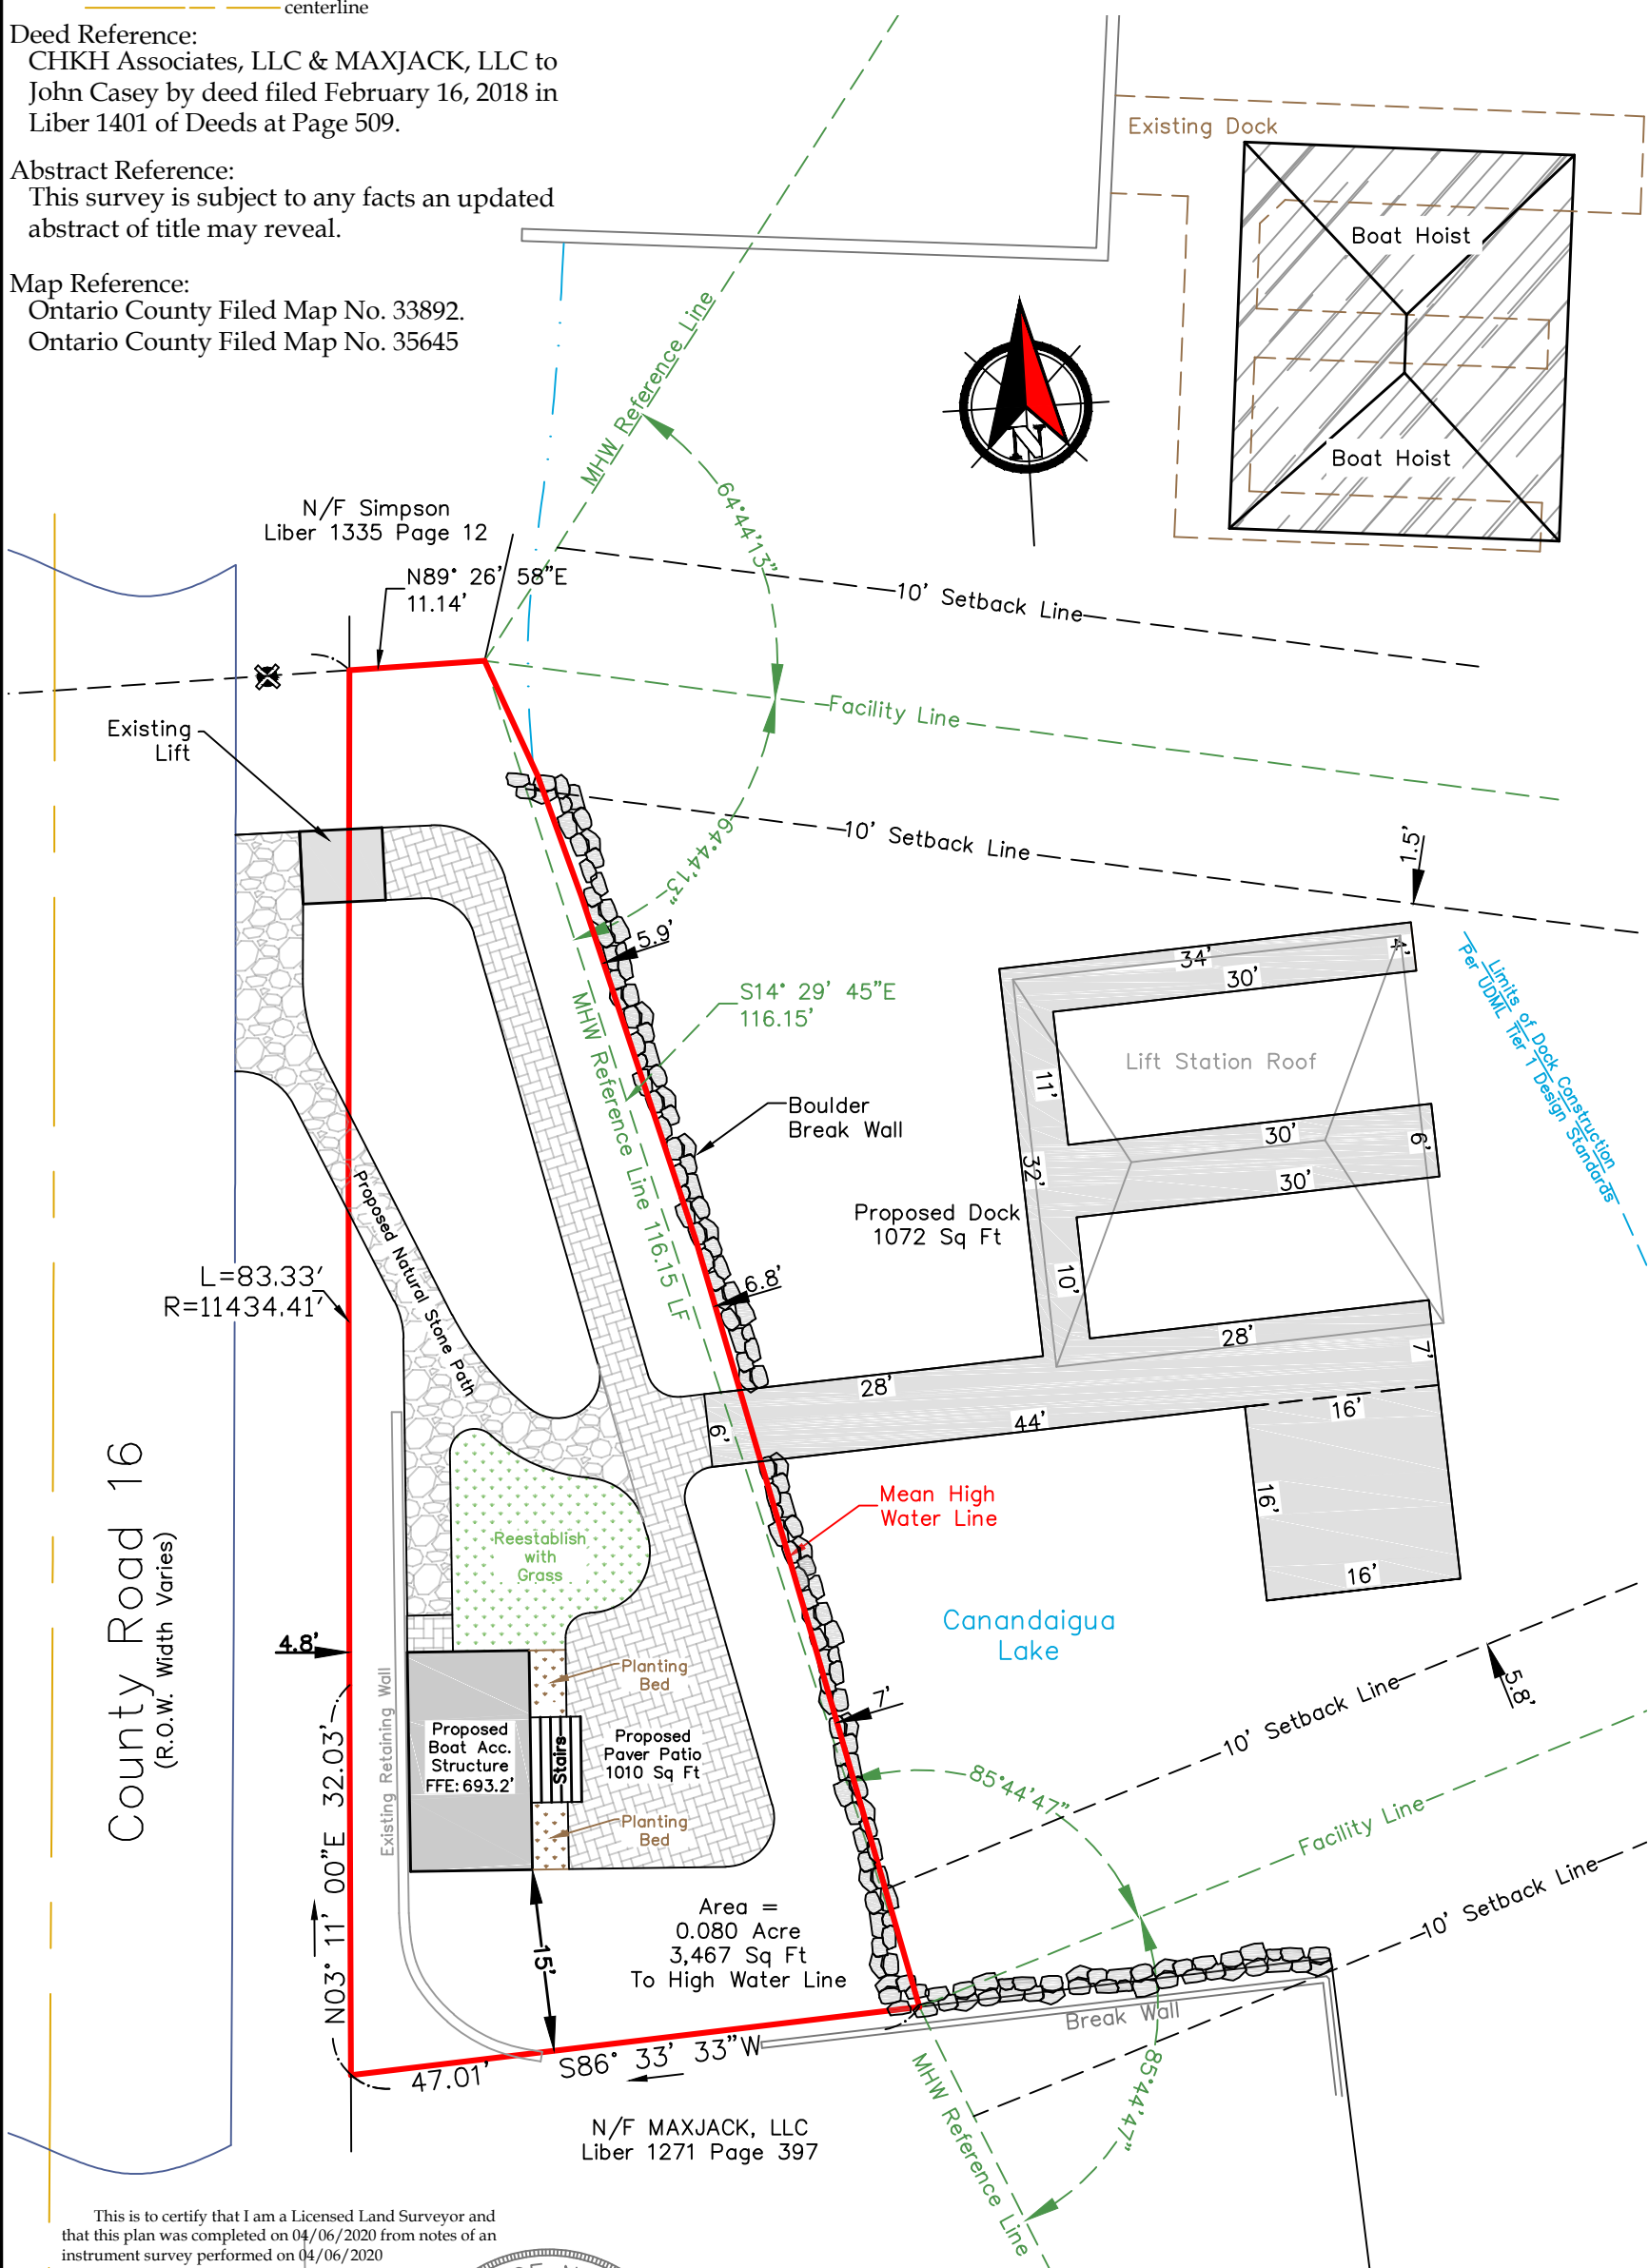 centerline
Deed Reference:
CHKH Associates, LLC & MAXJACK, LLC to
John Casey by deed filed February 16, 2018 in
Liber 1401 of Deeds at Page 509.
Abstract Reference:
This survey is subject to any facts an updated
abstract of title may reveal.
Map Reference:
Ontario County Filed Map No. 33892.
Ontario County Filed Map No. 35645
Existing Dock
Boat Hoist
Boat Hoist
MHW Reference Line
N
64°44'13"
N/F Simpson
Liber 1335 Page 12
N89° 26' 58"E
11.14'
10' Setback Line
Facility Line
Existing
Lift
10' Setback Line
64°44'13"
1.5'
5.9'
S14° 29' 45"E
116.15'
MHW Reference Line 116.15 LF
34'
4'
30'
Limits of Dock Construction
Per UDML Tier 1 Design Standards
Lift Station Roof
11'
Boulder
Break Wall
30'
6'
32'
30'
Proposed Dock
1072 Sq Ft
Proposed Natural Stone Path
L=83.33'
R=11434.41'
6.8'
10'
28'
7'
28'
44'
16'
6'
16'
16'
Mean High
Water Line
Reestablish
with
Grass
Canandaigua
Lake
County Road 16
(R.O.W. Width Varies)
4.8'
Existing Retaining Wall
Planting
Bed
Proposed
Boat Acc.
Structure
FFE: 693.2'
Stairs
Proposed
Paver Patio
1010 Sq Ft
Planting
Bed
7'
10' Setback Line
5.8'
85°44'47"
Facility Line
10' Setback Line
N03° 11' 00"E 32.03'
15'
Area =
0.080 Acre
3,467 Sq Ft
To High Water Line
Break Wall
S86° 33' 33"W
47.01'
85°44'47"
MHW Reference Line
N/F MAXJACK, LLC
Liber 1271 Page 397
This is to certify that I am a Licensed Land Surveyor and
that this plan was completed on 04/06/2020 from notes of an
instrument survey performed on 04/06/2020